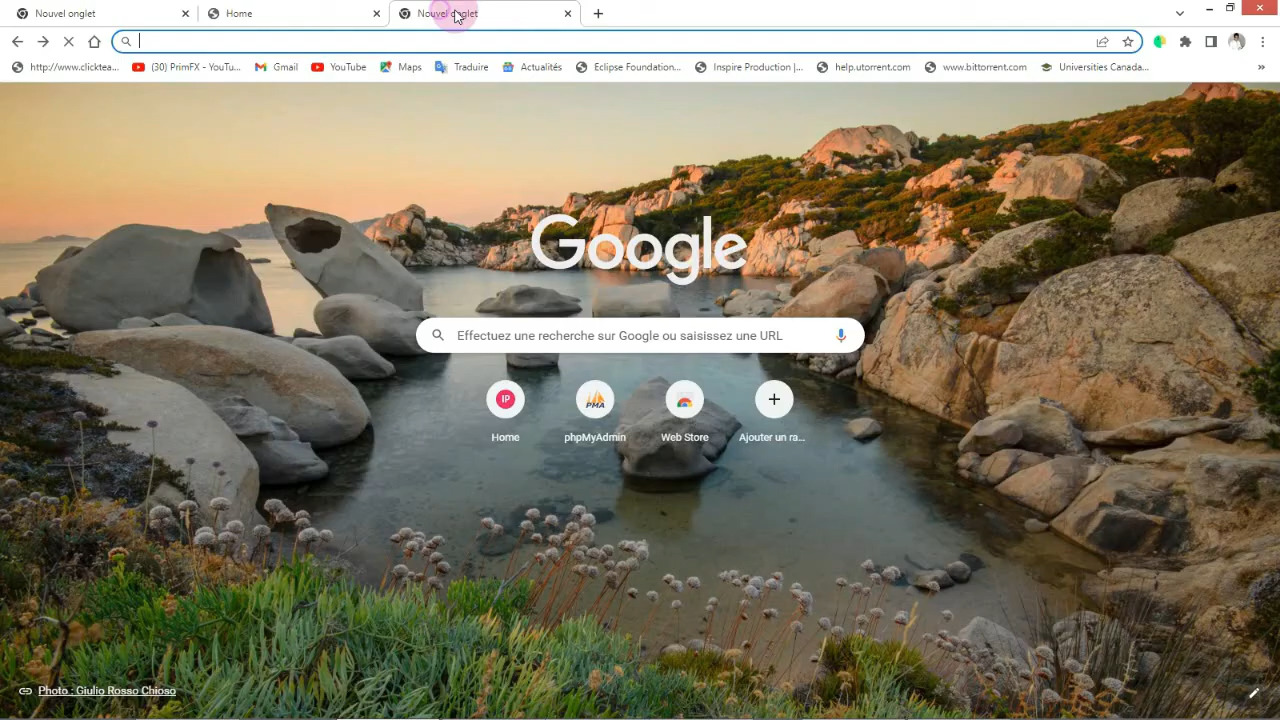 Nouvel onglet
Home
Nouvel onglet
http://www.clicktea...
(30) PrimFX - YouTu...
Gmail
YouTube
Maps
Traduire
Actualités
Eclipse Foundation...
Inspire Production |...
help.utorrent.com
www.bittorrent.com
Universities Canada...
»
Google
Effectuez une recherche sur Google ou saisissez une URL
IP
PMA
Home
phpMyAdmin
Web Store
Ajouter un ra...
Photo : Giulio Rosso Chioso